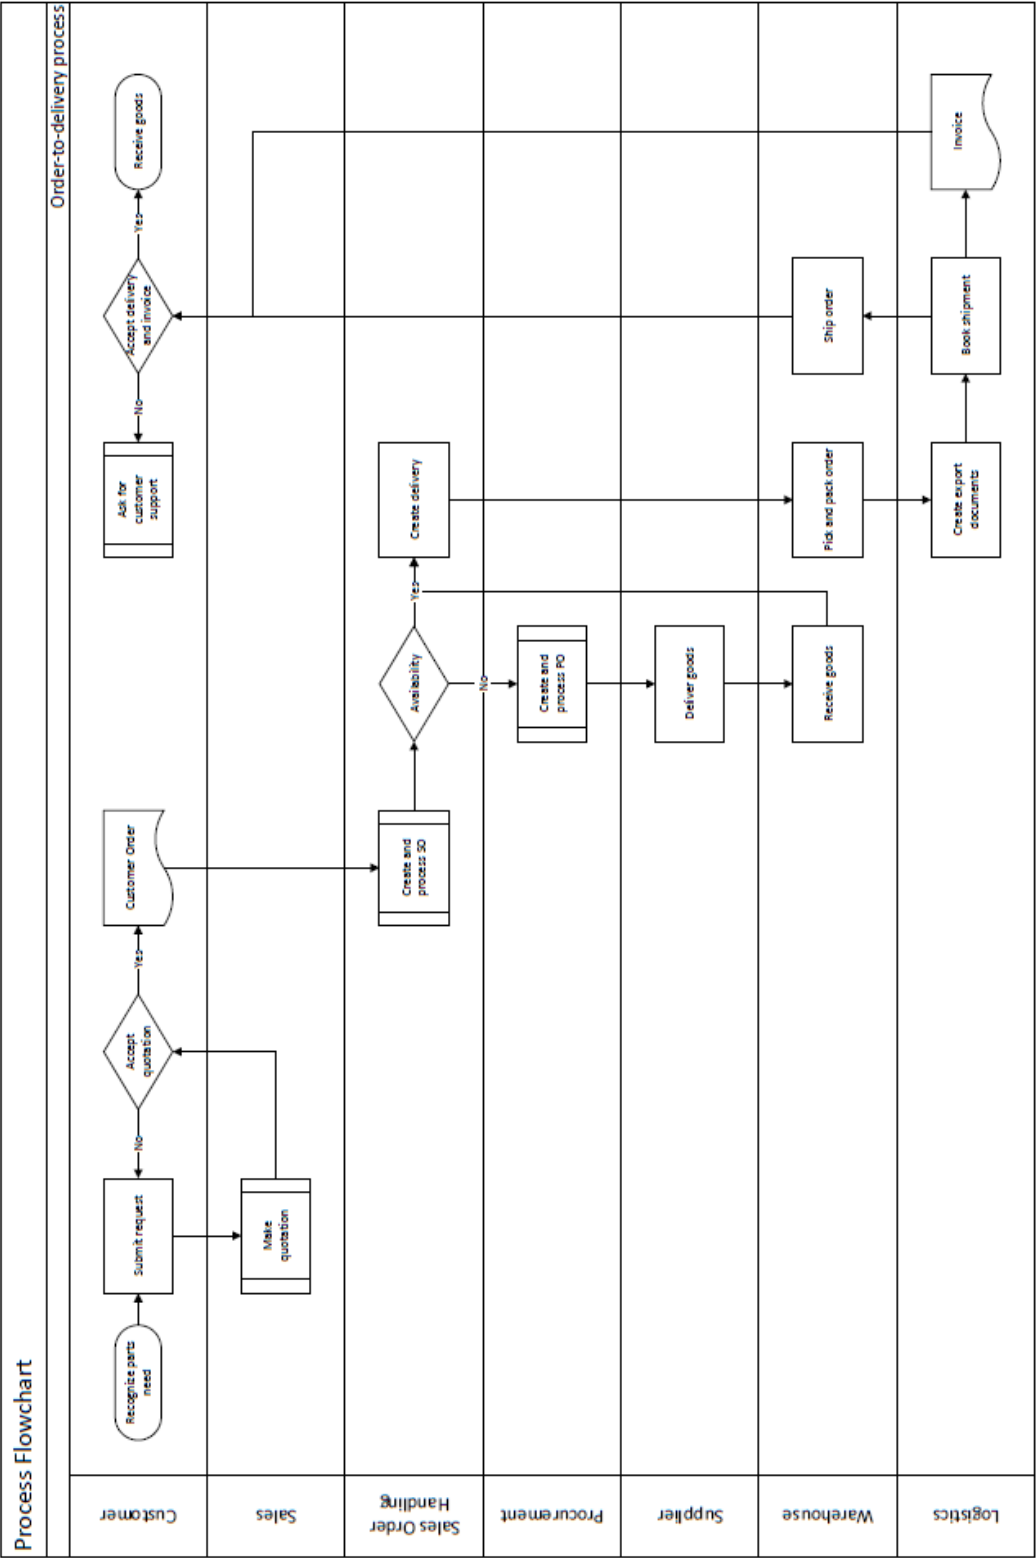 Process Flowchart
Order-to-delivery process
Customer
Recognize parts
need
Submit request
No
Accept
quotation
Yes
Customer Order
Ask for
customer
support
No
Accept delivery
and invoice
Yes
Receive goods
Sales
Make
quotation
Sales Order
Handling
Create and
process SO
Availability
Yes
Create delivery
No
Procurement
Create and
process PO
Supplier
Deliver goods
Warehouse
Receive goods
Pick and pack order
Ship order
Logistics
Create export
documents
Book shipment
Invoice